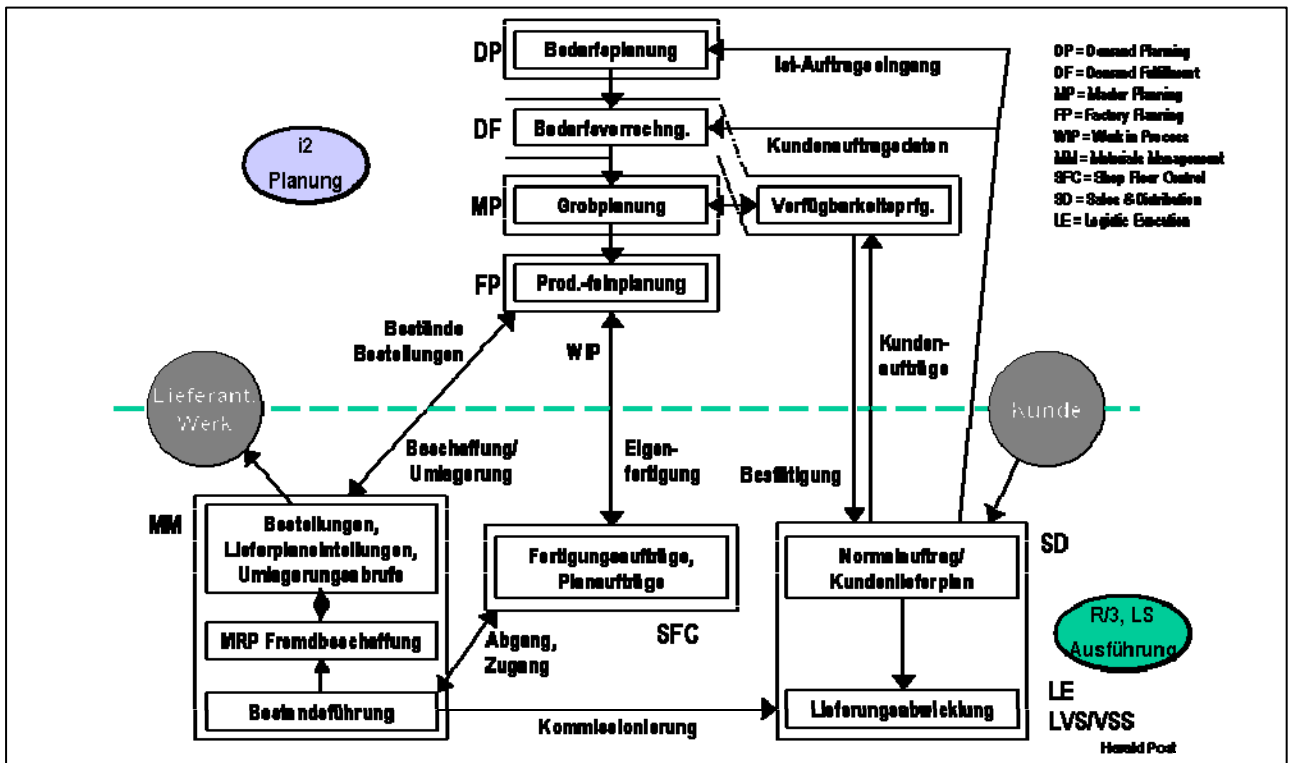 DP
Bedarfsplanung
Ist-Auftragseingang
DP = Demand Planning
DF = Demand Fulfillment
MP = Master Planning
FP = Factory Planning
WIP = Work in Process
MM = Materials Management
SFC = Shop Floor Control
SD = Sales & Distribution
LE = Logistic Execution
DF
Bedarfsverrechng.
Kundenauftragsdaten
i2
Planung
MP
Grobplanung
Verfügbarkeitsprfg.
FP
Prod.-feinplanung
Bestände
Bestellungen
WIP
Kunden-
aufträge
Lieferant.
Werk
Kunde
Beschaffung/
Umlagerung
Eigen-
fertigung
Bestätigung
MM
Bestellungen,
Lieferplaneinteilungen,
Umlagerungsabrufe
MRP Fremdbeschaffung
Bestandsführung
Fertigungsaufträge,
Planaufträge
SFC
Abgang,
Zugang
Kommissionierung
SD
Normalauftrag/
Kundenlieferplan
Lieferungsabwicklung
R/3, LS
Ausführung
LE
LVS/VSS
Harald Post